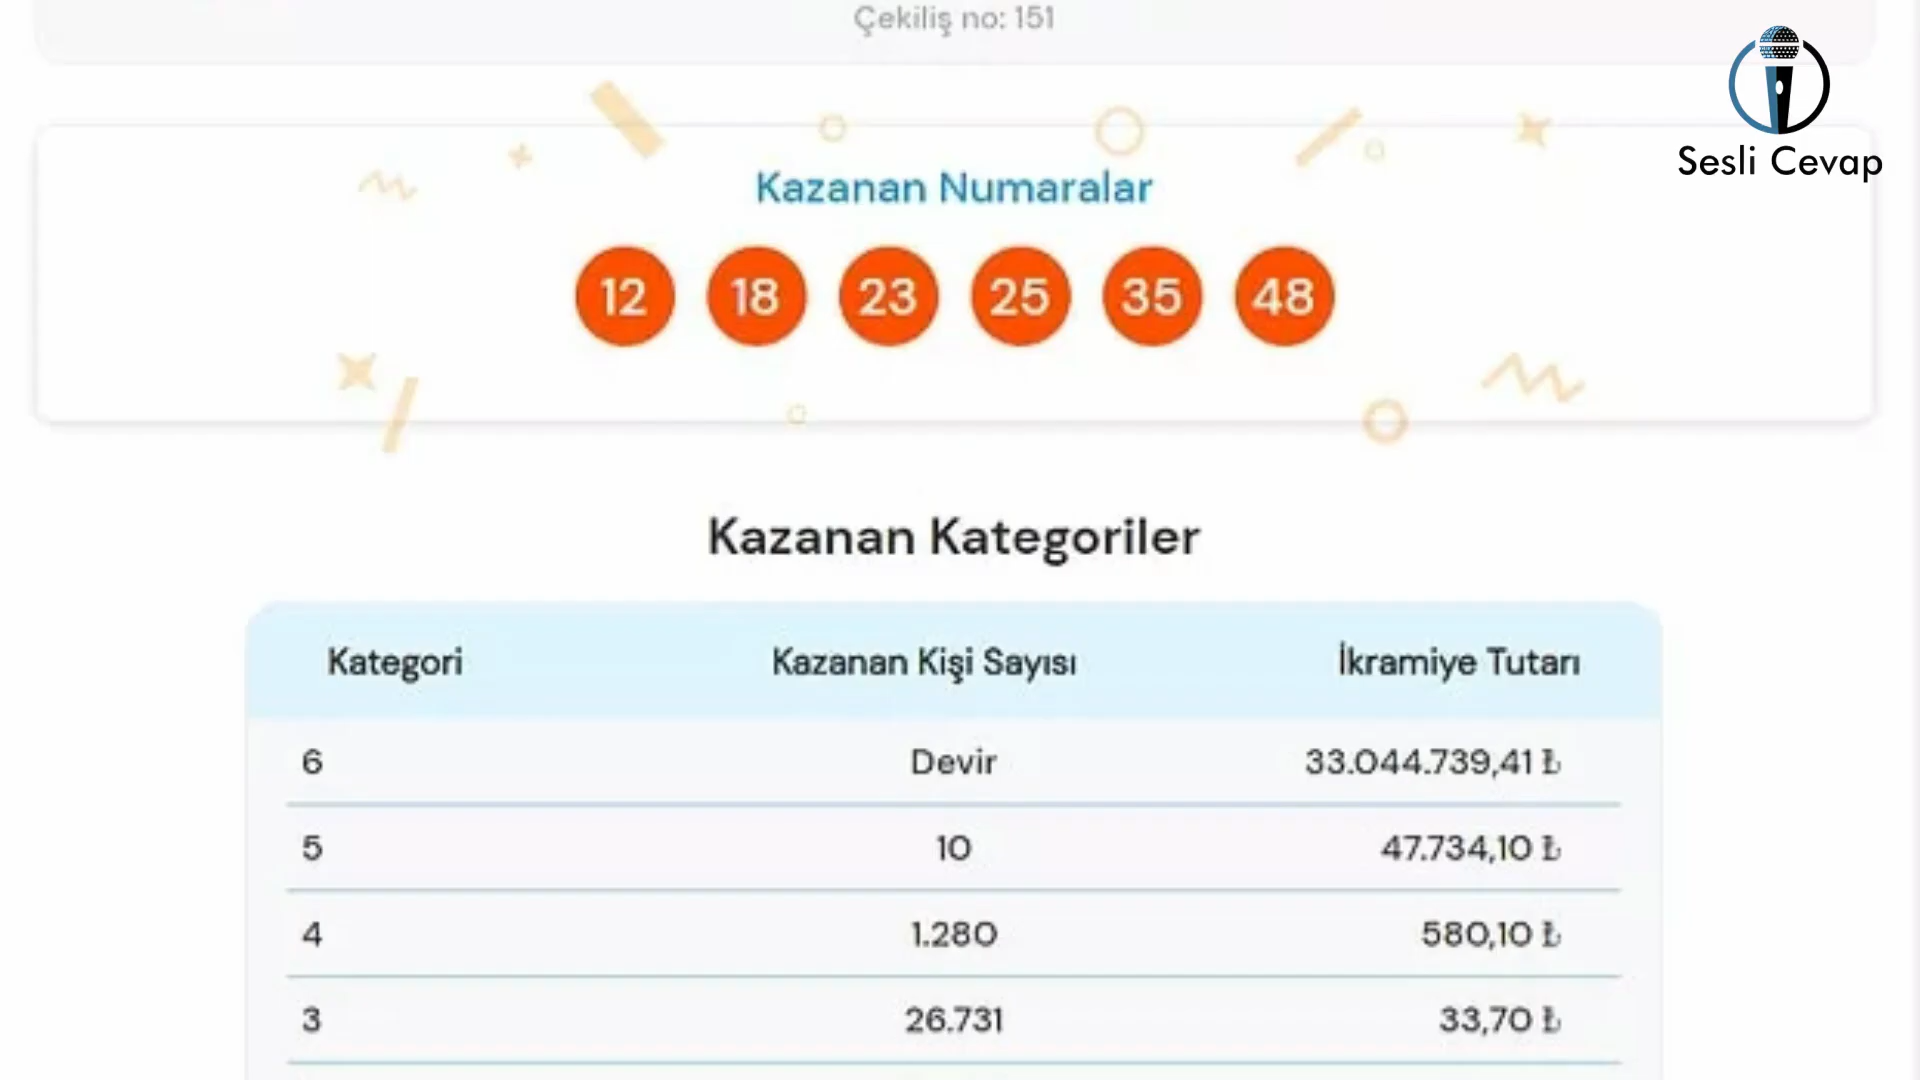 Çekiliş no: 151
Sesli Cevap
Kazanan Numaralar
12 18 23 25 35 48
Kazanan Kategoriler
Kategori Kazanan Kişi Sayısı İkramiye Tutarı
6 Devir 33.044.739,41 ₺
5 10 47.734,10 ₺
4 1.280 580,10 ₺
3 26.731 33,70 ₺